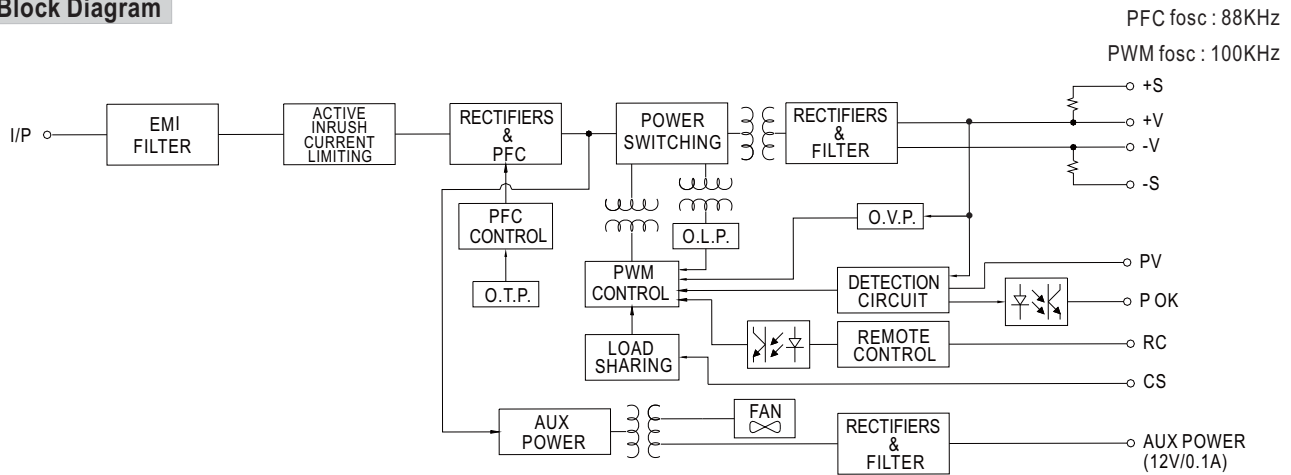 Block Diagram
PFC fosc : 88KHz
PWM fosc : 100KHz
I/P
EMI
FILTER
ACTIVE
INRUSH
CURRENT
LIMITING
RECTIFIERS
&
PFC
POWER
SWITCHING
RECTIFIERS
&
FILTER
+S
+V
-V
-S
PFC
CONTROL
O.L.P.
O.V.P.
O.T.P.
PWM
CONTROL
DETECTION
CIRCUIT
PV
P OK
LOAD
SHARING
REMOTE
CONTROL
RC
CS
AUX
POWER
FAN
RECTIFIERS
&
FILTER
AUX POWER
(12V/0.1A)